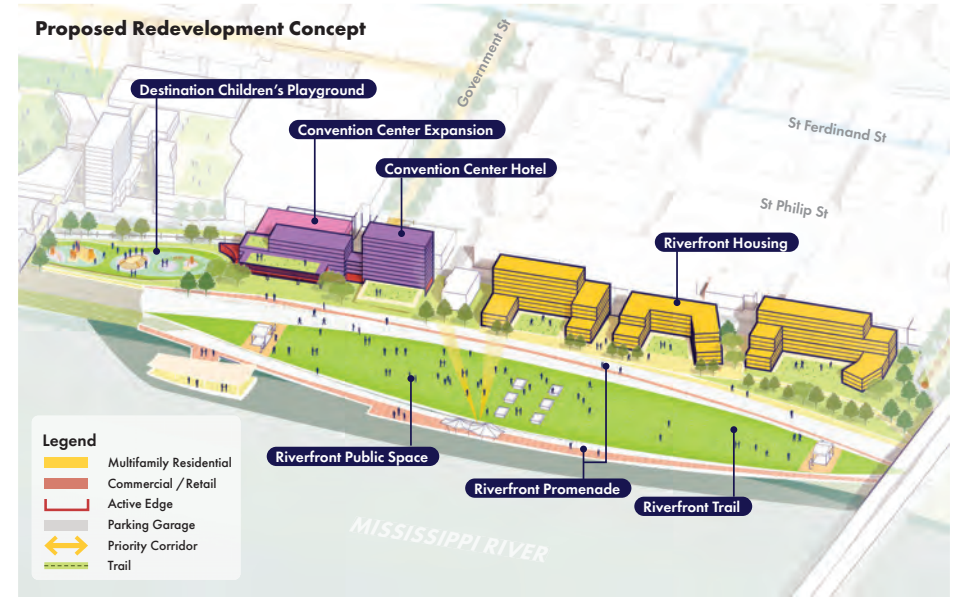 Proposed Redevelopment Concept
Government St
Destination Children's Playground
Convention Center Expansion
St Ferdinand St
Convention Center Hotel
St Philip St
Riverfront Housing
Legend
Multifamily Residential
Commercial / Retail
Active Edge
Parking Garage
Priority Corridor
Trail
Riverfront Public Space
Riverfront Promenade
Riverfront Trail
MISSISSIPPI RIVER